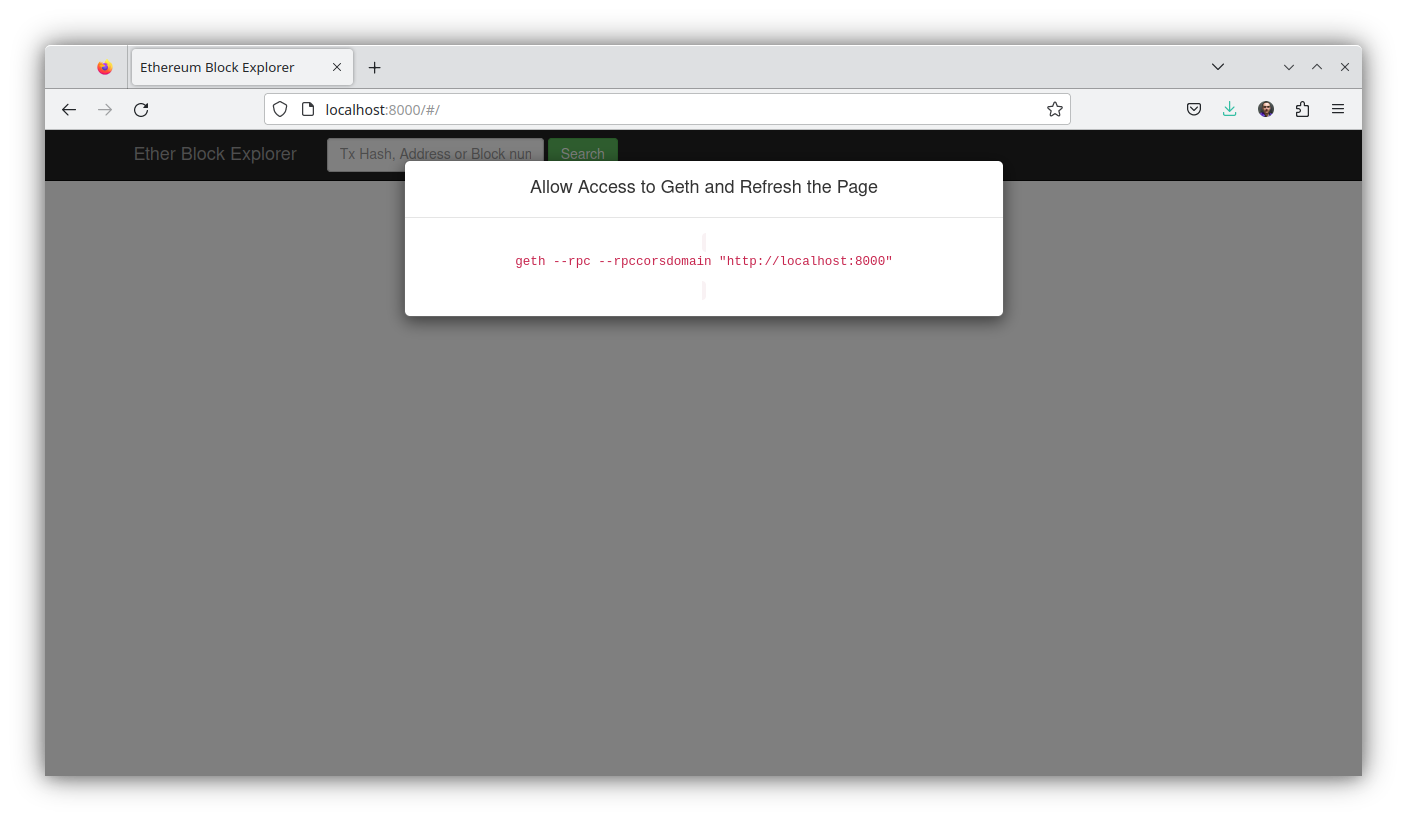 Ethereum Block Explorer
localhost:8000/#/
Ether Block Explorer
Tx Hash, Address or Block nun
Search
Allow Access to Geth and Refresh the Page
geth --rpc --rpccorsdomain "http://localhost:8000"